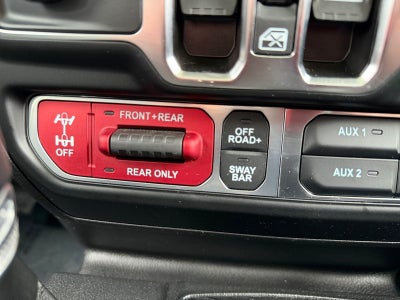 FRONT+REAR
OFF
REAR ONLY
OFF
ROAD+
SWAY
BAR
AUX 1
AUX 2